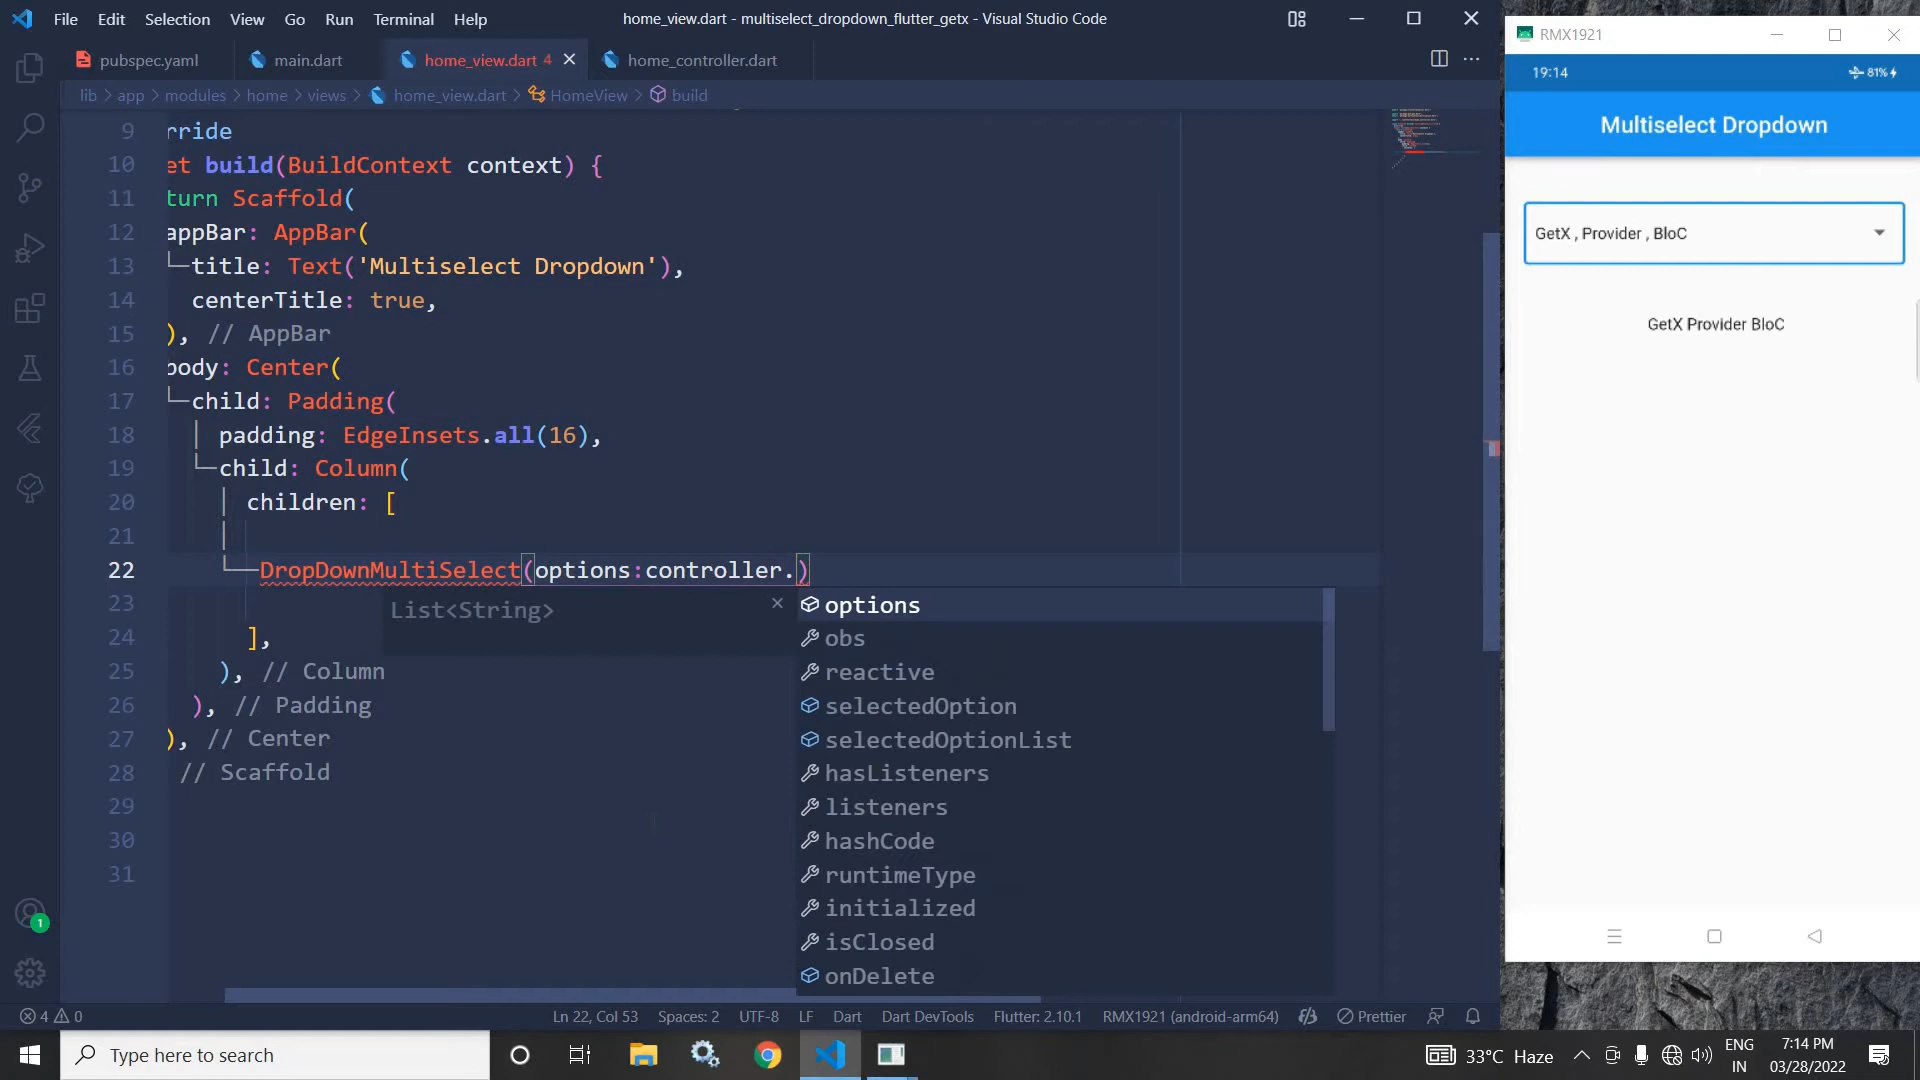 File Edit Selection View Go Run Terminal Help
home_view.dart - multiselect_dropdown_flutter_getx - Visual Studio Code
pubspec.yaml
main.dart
home_view.dart 4
home_controller.dart
lib > app > modules > home > views > home_view.dart > HomeView > build
9 rride
10 et build(BuildContext context) {
11 turn Scaffold(
12 appBar: AppBar(
13 title: Text('Multiselect Dropdown'),
14 centerTitle: true,
15 ), // AppBar
16 body: Center(
17 child: Padding(
18 padding: EdgeInsets.all(16),
19 child: Column(
20 children: [
21
22 DropDownMultiSelect(options:controller.)
23
24 ],
25 ), // Column
26 ), // Padding
27 ), // Center
28 // Scaffold
29
30
31
List<String>
options
obs
reactive
selectedOption
selectedOptionList
hasListeners
listeners
hashCode
runtimeType
initialized
isClosed
onDelete
1
4 0
Ln 22, Col 53
Spaces: 2
UTF-8
LF
Dart
Dart DevTools
Flutter: 2.10.1
RMX1921 (android-arm64)
Prettier
RMX1921
19:14
81%
Multiselect Dropdown
GetX , Provider , BloC
GetX Provider BloC
Type here to search
33°C Haze
ENG
IN
7:14 PM
03/28/2022